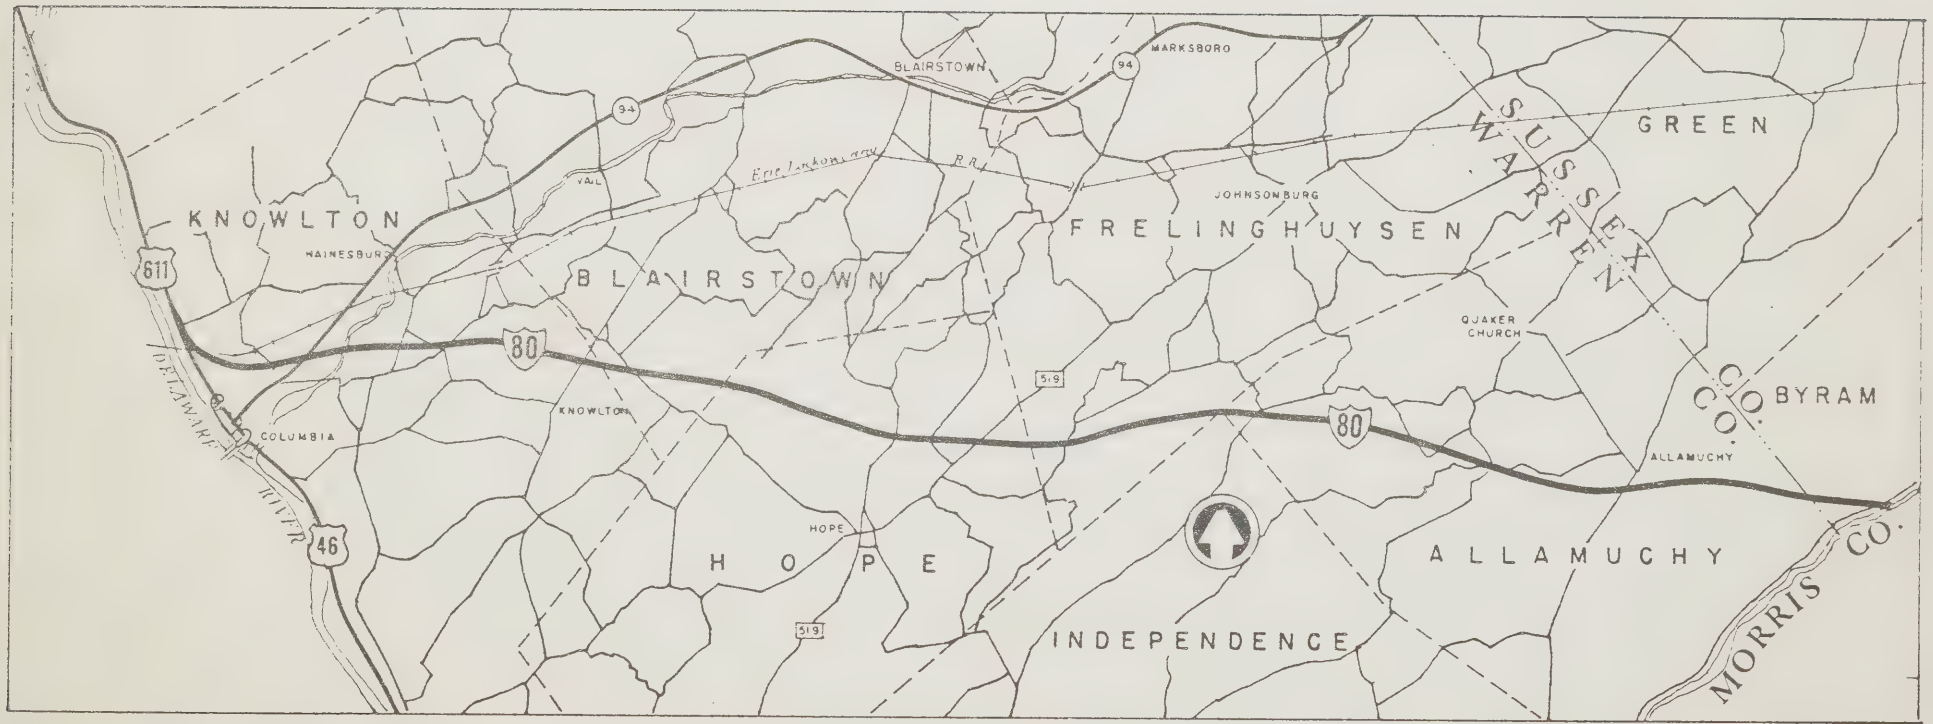 MARKSBORO
BLAIRSTOWN
94
94
SUSSEX CO.
WARREN CO.
GREEN
Erie Lackawanna R.R.
VAIL
JOHNSONBURG
KNOWLTON
FRELINGHUYSEN
HAINESBURG
611
BLAIRSTOWN
QUAKER
CHURCH
80
DELAWARE RIVER
519
BYRAM
KNOWLTON
80
COLUMBIA
ALLAMUCHY
HOPE
46
HOPE
ALLAMUCHY
MORRIS CO.
519
INDEPENDENCE